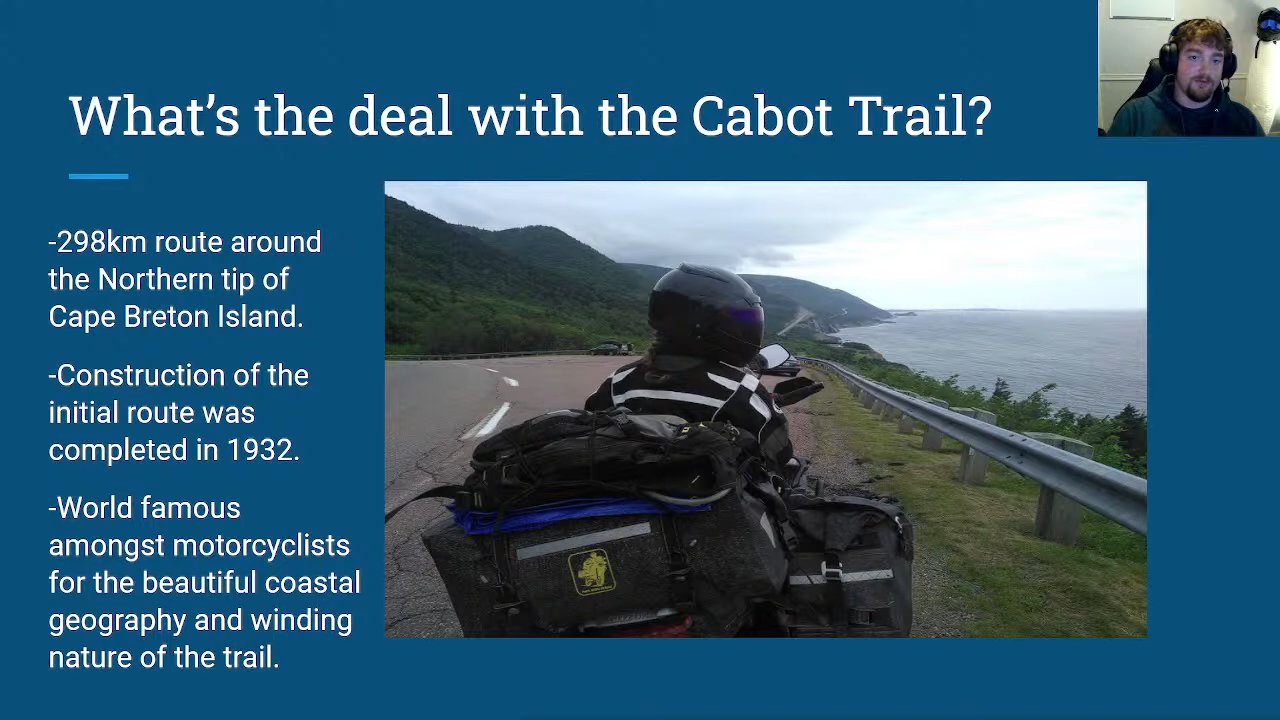 What's the deal with the Cabot Trail?
-298km route around
the Northern tip of
Cape Breton Island.
-Construction of the
initial route was
completed in 1932.
-World famous
amongst motorcyclists
for the beautiful coastal
geography and winding
nature of the trail.